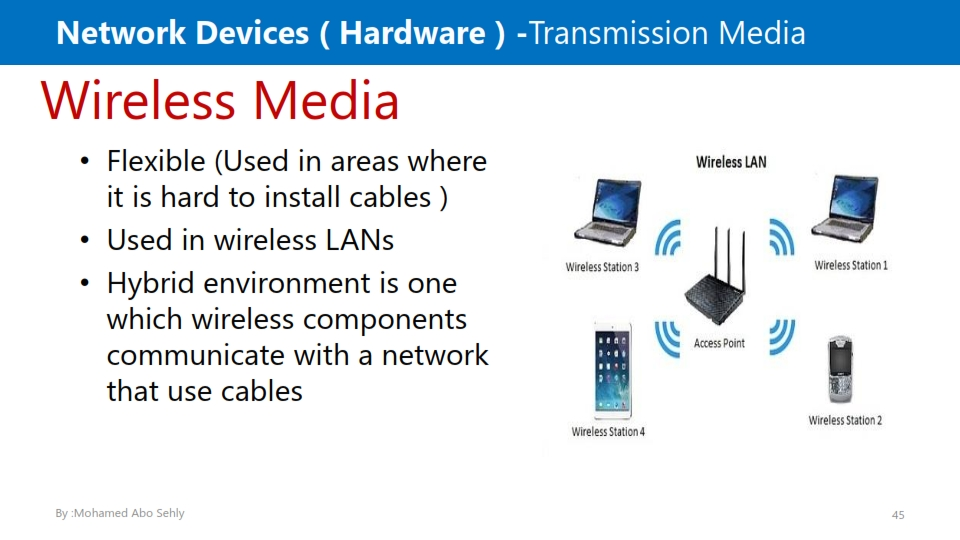 Network Devices ( Hardware ) -Transmission Media
Wireless Media
• Flexible (Used in areas where
it is hard to install cables )
• Used in wireless LANs
• Hybrid environment is one
which wireless components
communicate with a network
that use cables
Wireless LAN
Wireless Station 3
Wireless Station 1
Access Point
Wireless Station 4
Wireless Station 2
By :Mohamed Abo Sehly
45